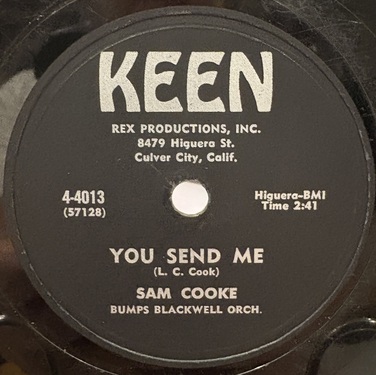 KEEN
REX PRODUCTIONS, INC.
8479 Higuera St.
Culver City, Calif.
4-4013
(57128)
Higuera-BMI
Time 2:41
YOU SEND ME
(L. C. Cook)
SAM COOKE
BUMPS BLACKWELL ORCH.